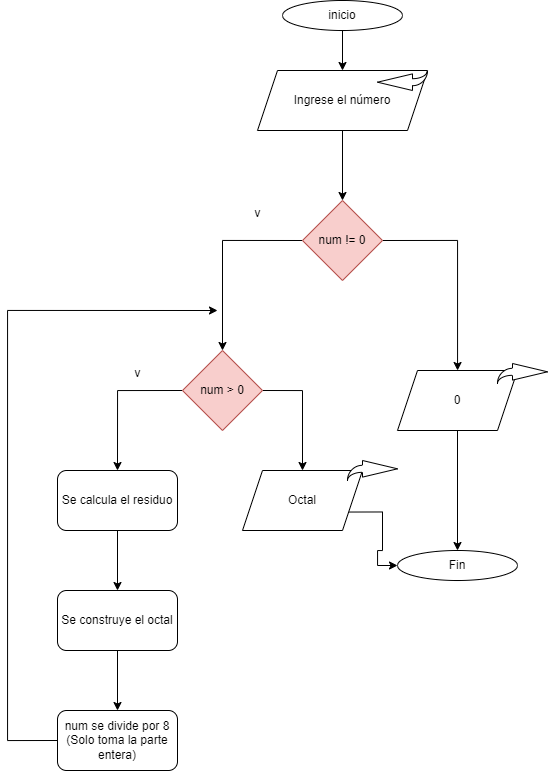 inicio
Ingrese el número
v
num != 0
v
num > 0
0
Se calcula el residuo
Octal
Fin
Se construye el octal
num se divide por 8
(Solo toma la parte
entera)